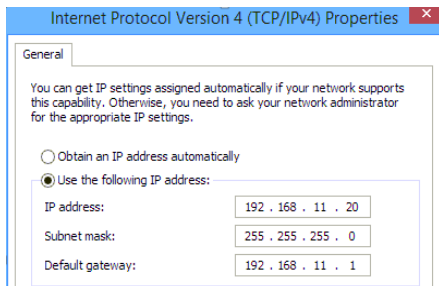 Internet Protocol Version 4 (TCP/IPv4) Properties
General
You can get IP settings assigned automatically if your network supports
this capability. Otherwise, you need to ask your network administrator
for the appropriate IP settings.
Obtain an IP address automatically
Use the following IP address:
IP address: 192 . 168 . 11 . 20
Subnet mask: 255 . 255 . 255 . 0
Default gateway: 192 . 168 . 11 . 1